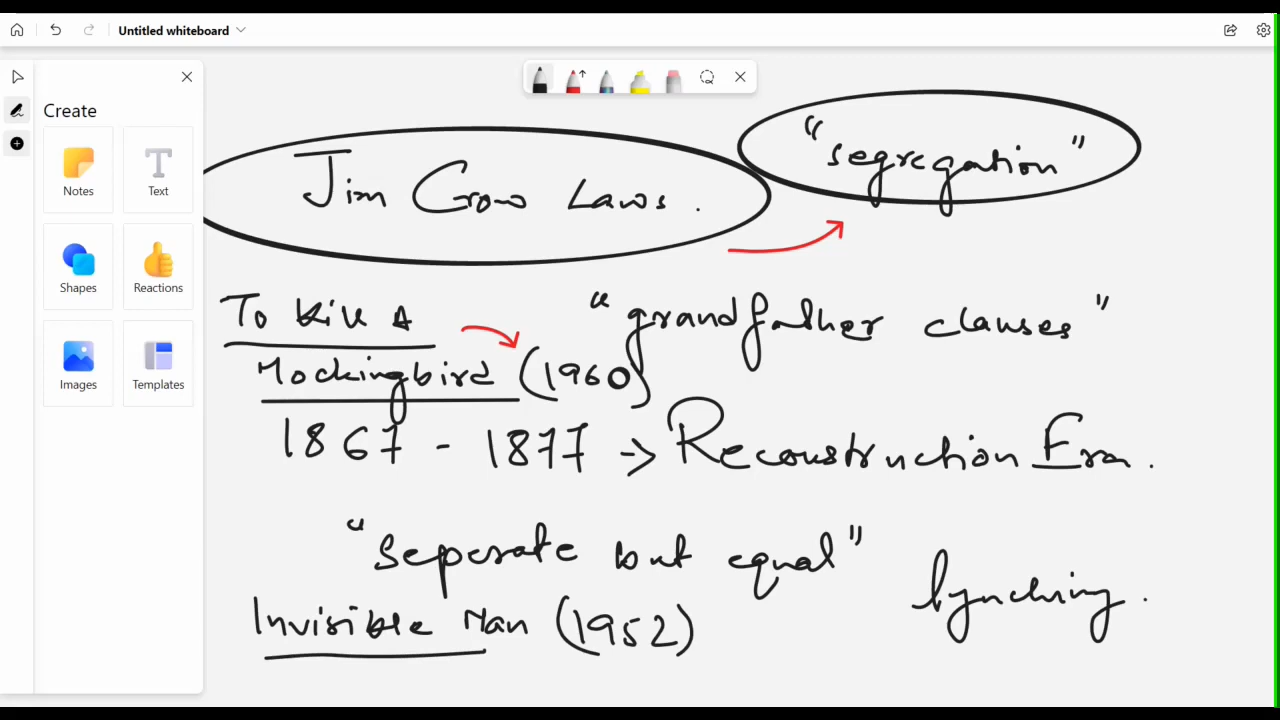 Untitled whiteboard
Create
Notes
Text
Shapes
Reactions
Images
Templates
Jim Crow Laws.
"segregation"
To Kill A
Mockingbird (1960)
"grandfather clauses"
1867 - 1877 → Reconstruction Era.
"Seperate but equal"
lynching.
Invisible Man (1952)